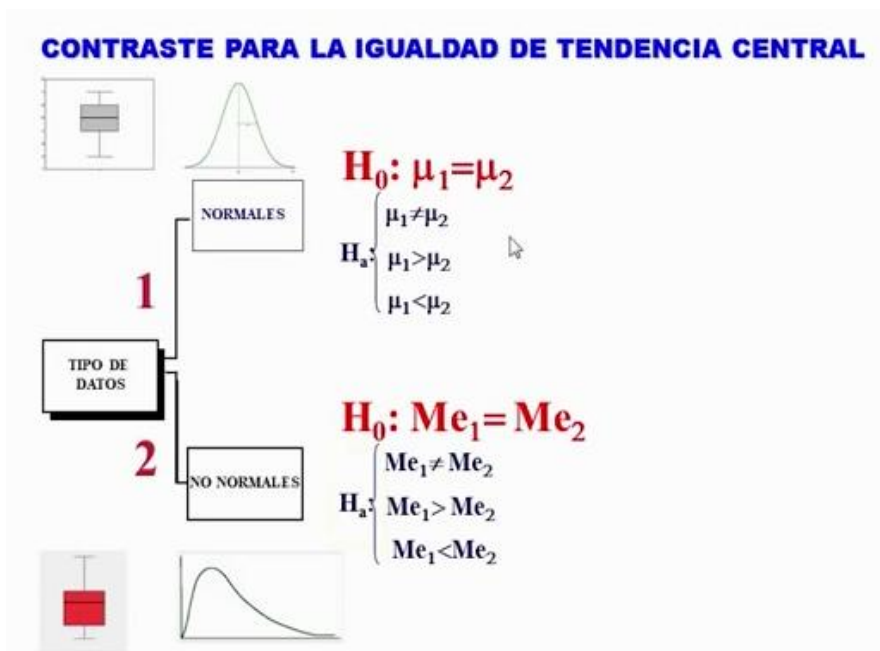 CONTRASTE PARA LA IGUALDAD DE TENDENCIA CENTRAL
H₀: μ₁=μ₂
NORMALES
μ₁≠μ₂
Hₐ:
μ₁>μ₂
μ₁<μ₂
1
TIPO DE
DATOS
2
H₀: Me₁= Me₂
NO NORMALES
Me₁≠ Me₂
Hₐ:
Me₁> Me₂
Me₁<Me₂